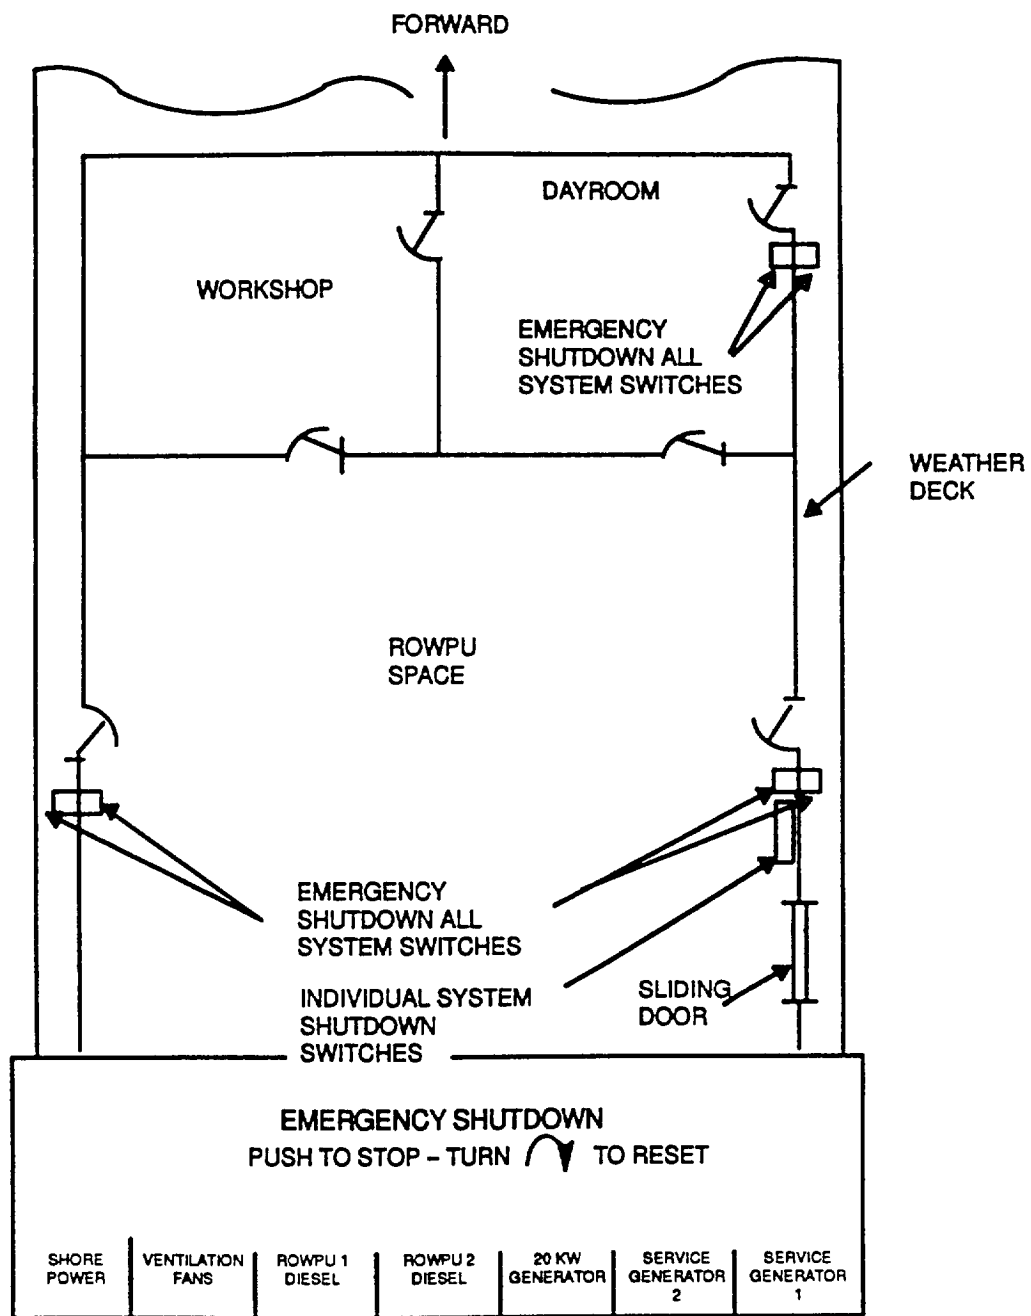 FORWARD
DAYROOM
WORKSHOP
EMERGENCY
SHUTDOWN ALL
SYSTEM SWITCHES
WEATHER
DECK
ROWPU
SPACE
EMERGENCY
SHUTDOWN ALL
SYSTEM SWITCHES
INDIVIDUAL SYSTEM
SHUTDOWN
SWITCHES
SLIDING
DOOR
EMERGENCY SHUTDOWN
PUSH TO STOP – TURN TO RESET
SHORE
POWER
VENTILATION
FANS
ROWPU 1
DIESEL
ROWPU 2
DIESEL
20 KW
GENERATOR
SERVICE
GENERATOR
2
SERVICE
GENERATOR
1